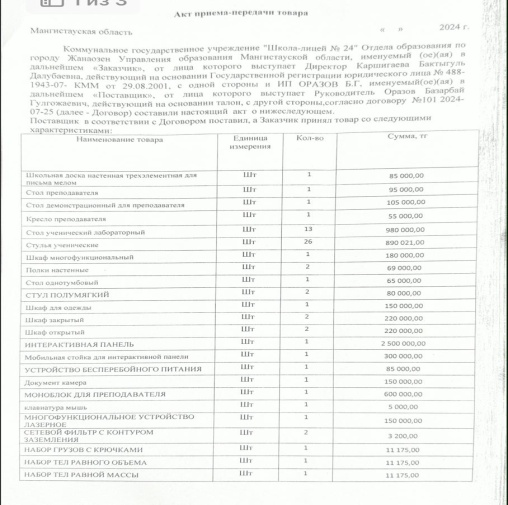 1 из 3
Акт приема-передачи товара
Мангистауская область « » 2024 г.
Коммунальное государственное учреждение "Школа-лицей № 24" Отдела образования по
городу Жанаозен Управления образования Мангистауской области, именуемый (ое)(ая) в
дальнейшем «Заказчик», от лица которого выступает Директор Каршигаева Бактыгуль
Далубаевна, действующий на основании Государственной регистрации юридического лица № 488-
1943-07- КММ от 29.08.2001, с одной стороны и ИП ОРАЗОВ Б.Г, именуемый(ое)(ая) в
дальнейшем «Поставщик», от лица которого выступает Руководитель Оразов Базарбай
Гулгожаевич, действующий на основании талон, с другой стороны,согласно договору №101 2024-
07-25 (далее - Договор) составили настоящий акт о нижеследующем.
Поставщик в соответствии с Договором поставил, а Заказчик принял товар со следующими
характеристиками:
Наименование товара Единица Кол-во Сумма, тг
измерения
Школьная доска настенная трехэлементная для Шт 1 85 000,00
письма мелом
Стол преподавателя Шт 1 95 000,00
Стол демонстрационный для преподавателя Шт 1 105 000,00
Кресло преподавателя Шт 1 55 000,00
Стол ученический лабораторный Шт 13 980 000,00
Стулья ученические Шт 26 890 021,00
Шкаф многофункциональный Шт 1 180 000,00
Полки настенные Шт 2 69 000,00
Стол однотумбовый Шт 1 65 000,00
СТУЛ ПОЛУМЯГКИЙ Шт 2 80 000,00
Шкаф для одежды Шт 1 150 000,00
Шкаф закрытый Шт 2 220 000,00
Шкаф открытый Шт 2 220 000,00
ИНТЕРАКТИВНАЯ ПАНЕЛЬ Шт 1 2 500 000,00
Мобильная стойка для интерактивной панели Шт 1 300 000,00
УСТРОЙСТВО БЕСПЕРЕБОЙНОГО ПИТАНИЯ Шт 1 85 000,00
Документ камера Шт 1 150 000,00
МОНОБЛОК ДЛЯ ПРЕПОДАВАТЕЛЯ Шт 1 600 000,00
клавиатура мышь Шт 1 5 000,00
МНОГОФУНКЦИОНАЛЬНОЕ УСТРОЙСТВО Шт 1 150 000,00
ЛАЗЕРНОЕ
СЕТЕВОЙ ФИЛЬТР С КОНТУРОМ Шт 2 3 200,00
ЗАЗЕМЛЕНИЯ
НАБОР ГРУЗОВ С КРЮЧКАМИ Шт 1 11 175,00
НАБОР ТЕЛ РАВНОГО ОБЪЕМА Шт 1 11 175,00
НАБОР ТЕЛ РАВНОЙ МАССЫ Шт 1 11 175,00